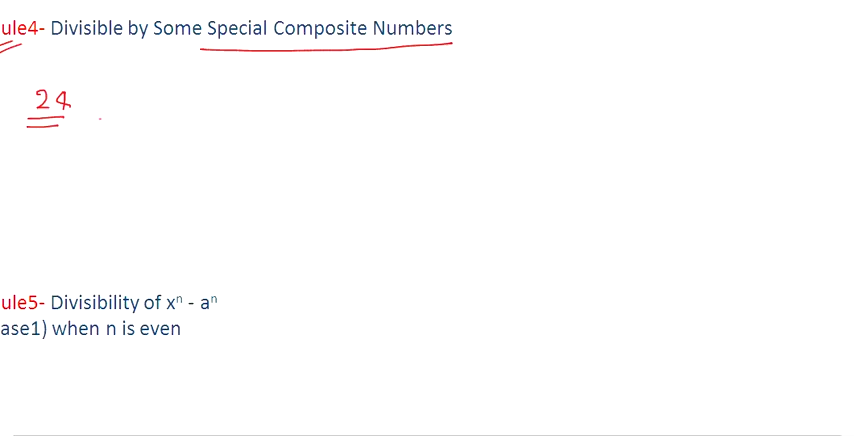 ule4- Divisible by Some Special Composite Numbers
24
ule5- Divisibility of xⁿ - aⁿ
ase1) when n is even